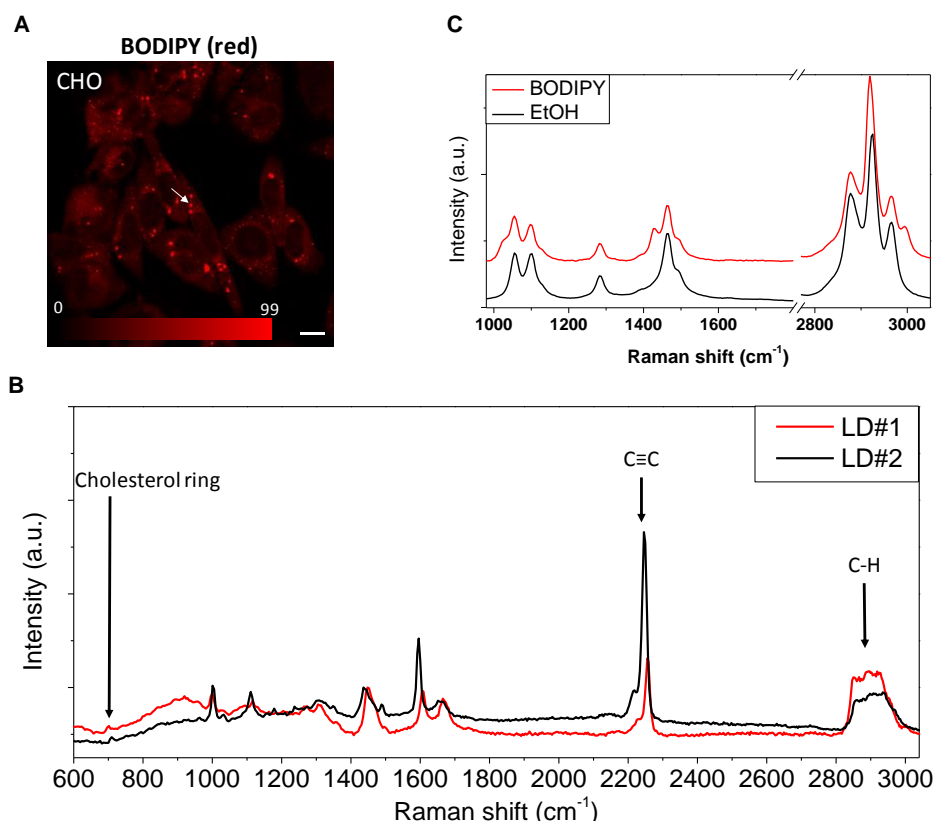 A
BODIPY (red)
CHO
0
99
C
BODIPY
EtOH
Intensity (a.u.)
1000 1200 1400 1600 2800 3000
Raman shift (cm⁻¹)
B
LD#1
LD#2
Cholesterol ring
C≡C
C-H
Intensity (a.u.)
600 800 1000 1200 1400 1600 1800 2000 2200 2400 2600 2800 3000
Raman shift (cm⁻¹)